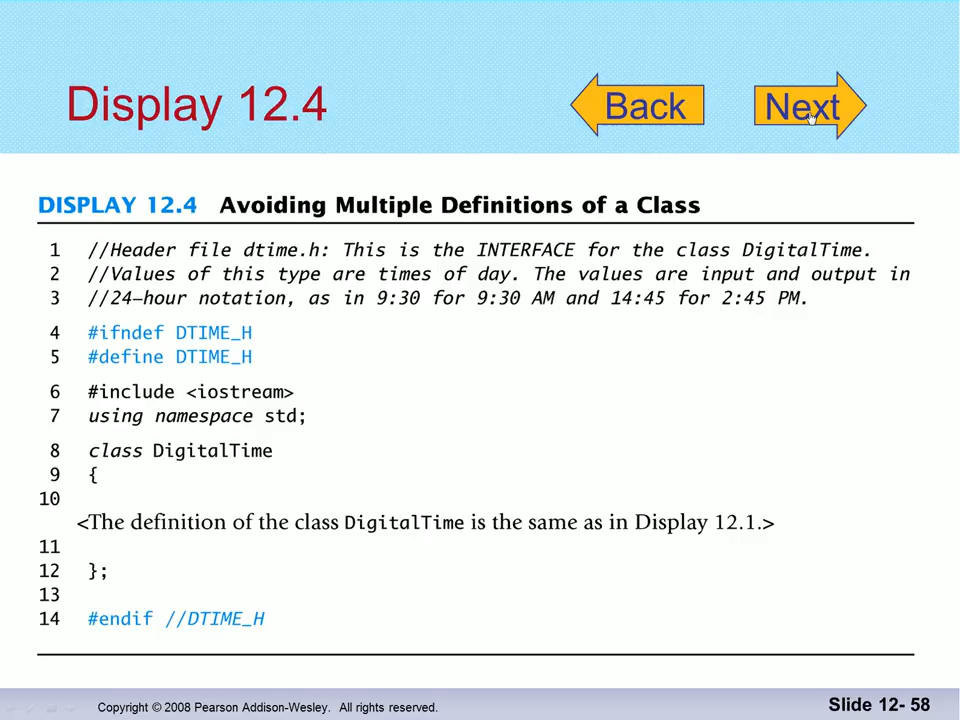 Display 12.4
Back
Next
DISPLAY 12.4 Avoiding Multiple Definitions of a Class
1 //Header file dtime.h: This is the INTERFACE for the class DigitalTime.
2 //Values of this type are times of day. The values are input and output in
3 //24-hour notation, as in 9:30 for 9:30 AM and 14:45 for 2:45 PM.
4 #ifndef DTIME_H
5 #define DTIME_H
6 #include <iostream>
7 using namespace std;
8 class DigitalTime
9 {
10
<The definition of the class DigitalTime is the same as in Display 12.1.>
11
12 };
13
14 #endif //DTIME_H
Copyright © 2008 Pearson Addison-Wesley. All rights reserved.
Slide 12- 58